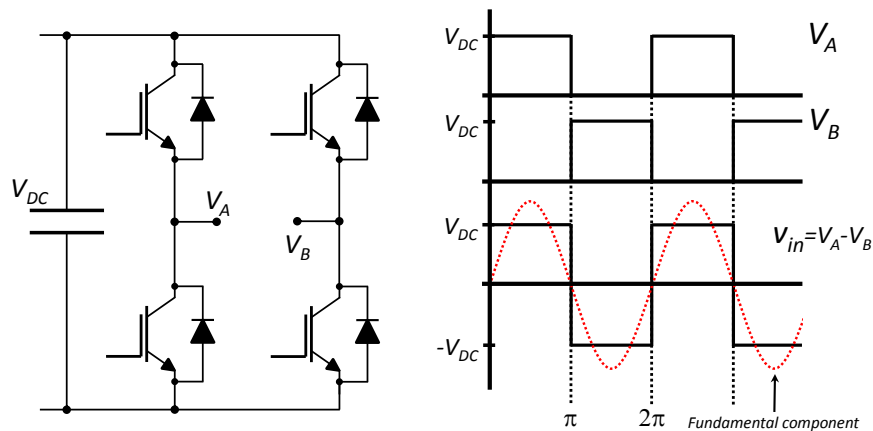 V_DC
V_A
V_B
V_DC
V_A
V_DC
V_B
V_DC
v_in=V_A-V_B
-V_DC
π
2π
Fundamental component